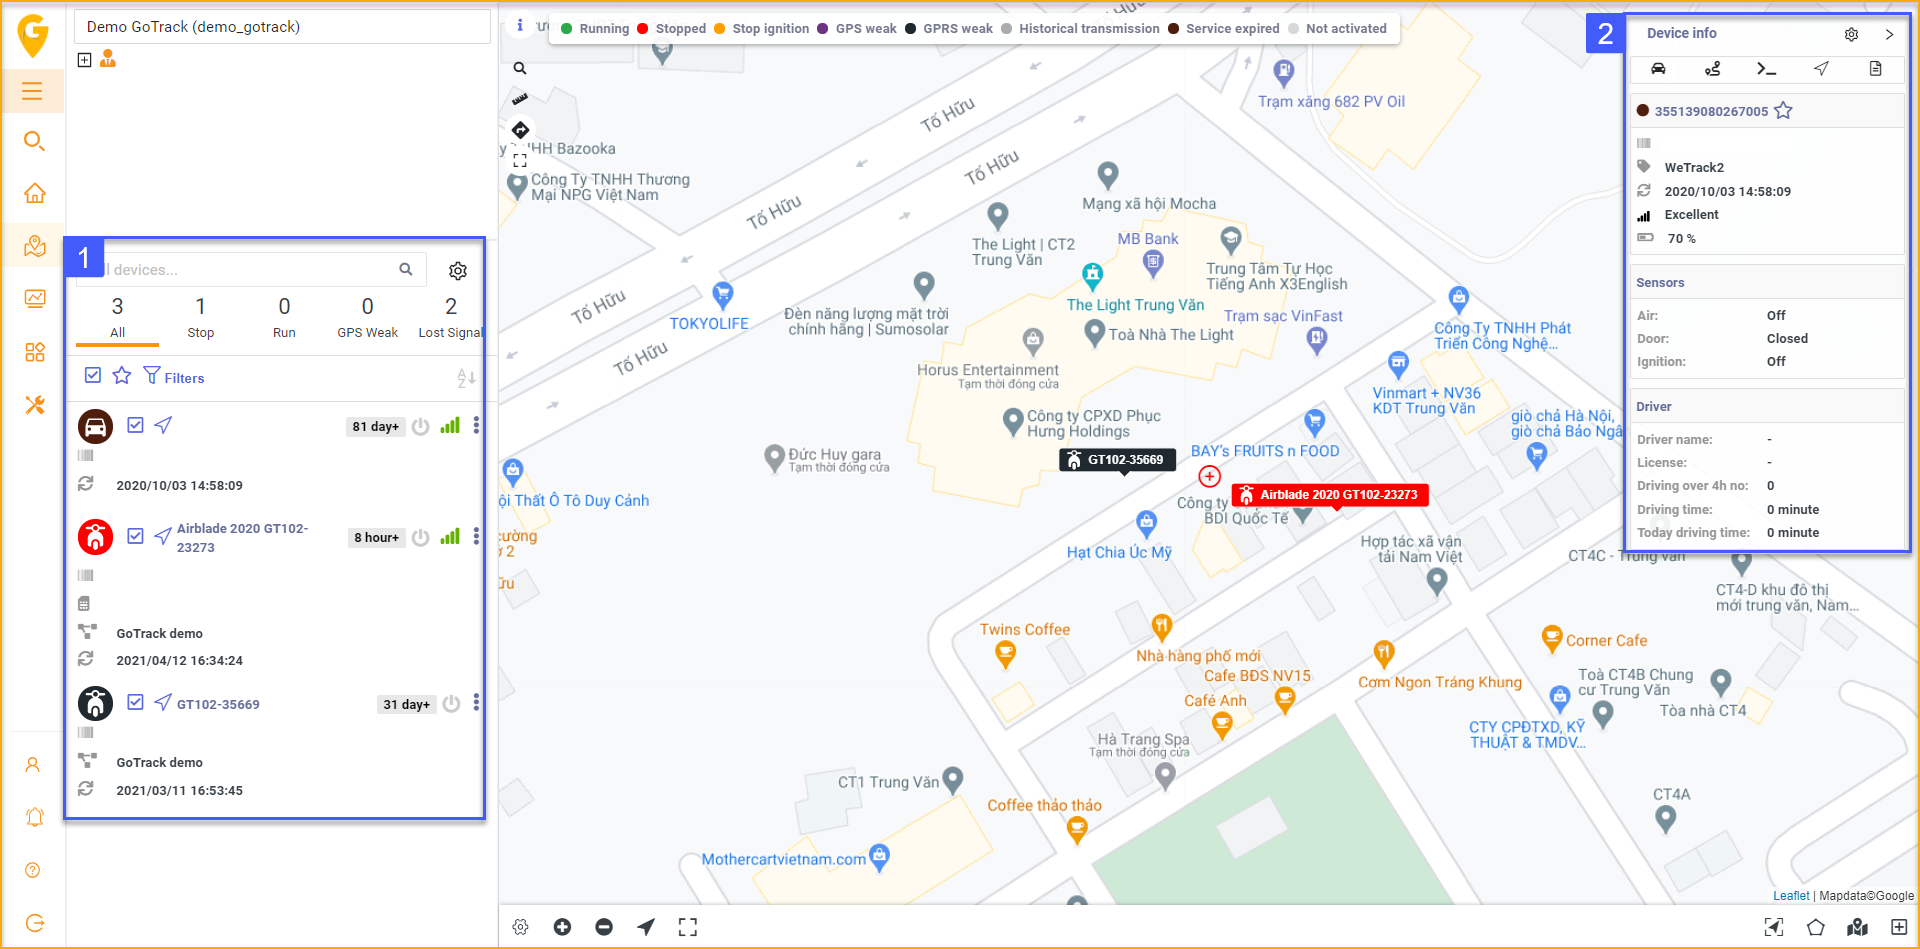 Demo GoTrack (demo_gotrack)
1
ll devices...
3
All
1
Stop
0
Run
0
GPS Weak
2
Lost Signal
Filters
81 day+
2020/10/03 14:58:09
Airblade 2020 GT102-
23273
8 hour+
GoTrack demo
2021/04/12 16:34:24
GT102-35669
31 day+
GoTrack demo
2021/03/11 16:53:45
Running
Stopped
Stop ignition
GPS weak
GPRS weak
Historical transmission
Service expired
Not activated
Tố Hữu
Tố Hữu
Tố Hữu
Tố Hữu
Tố Hữu
Trạm xăng 682 PV Oil
y TNHH Bazooka
Công Ty TNHH Thương
Mại NPG Việt Nam
Mạng xã hội Mocha
The Light | CT2
Trung Văn
MB Bank
Trung Tâm Tự Học
Tiếng Anh X3English
TOKYOLIFE
Đèn năng lượng mặt trời
chính hãng | Sumosolar
The Light Trung Văn
Toà Nhà The Light
Trạm sạc VinFast
Công Ty TNHH Phát
Triển Công Nghệ...
Horus Entertainment
Tạm thời đóng cửa
Vinmart + NV36
KDT Trung Văn
Công ty CPXD Phục
Hưng Holdings
giò chả Hà Nội,
giò chả Bảo Ngâ
Đức Huy gara
Tạm thời đóng cửa
GT102-35669
BAY's FRUITS n FOOD
Airblade 2020 GT102-23273
Công ty
BDI Quốc Tế
ội Thất Ô Tô Duy Cảnh
cường
ở 2
ữu
Hạt Chia Úc Mỹ
Hợp tác xã vận
tải Nam Việt
CT4C - Trung Văn
CT4-D khu đô thị
mới trung văn, Nam...
Twins Coffee
Nhà hàng phố mới
Cafe BĐS NV15
Café Anh
Cơm Ngon Tráng Khung
Corner Cafe
Toà CT4B Chung
cư Trung Văn
Tòa nhà CT4
CTY CPĐTXD, KỸ
THUẬT & TMDV...
Hà Trang Spa
Tạm thời đóng cửa
CT1 Trung Văn
Coffee thảo thảo
CT4A
Mothercartvietnam.com
Leaflet | Mapdata©Google
2
Device info
355139080267005
WeTrack2
2020/10/03 14:58:09
Excellent
70 %
Sensors
Air: Off
Door: Closed
Ignition: Off
Driver
Driver name: -
License: -
Driving over 4h no: 0
Driving time: 0 minute
Today driving time: 0 minute